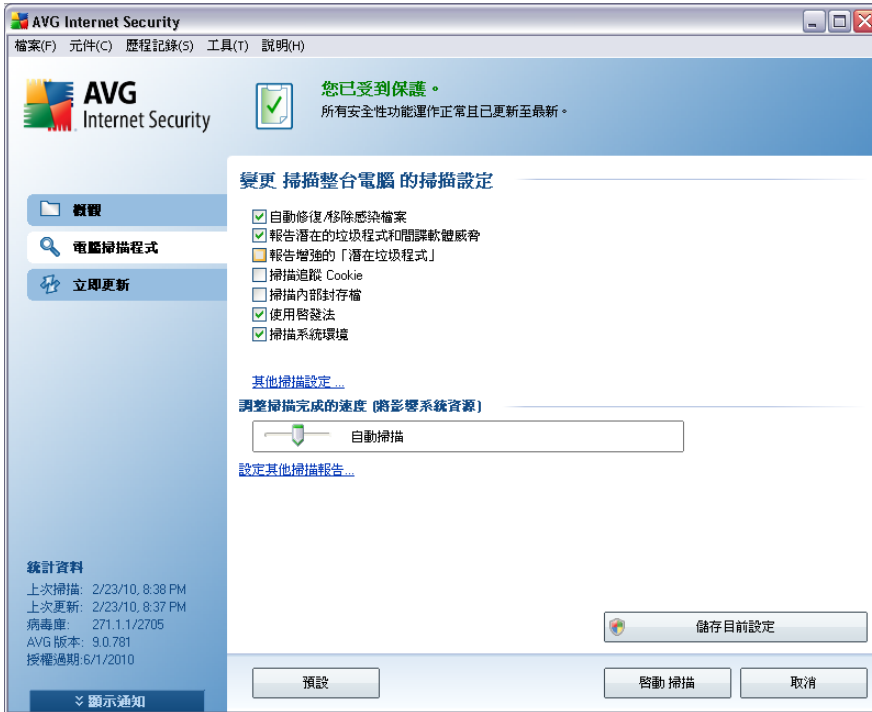 AVG Internet Security
檔案(F) 元件(C) 歷程記錄(S) 工具(T) 說明(H)
AVG
Internet Security
您已受到保護。
所有安全性功能運作正常且已更新至最新。
概觀
電腦掃描程式
立即更新
變更 掃描整台電腦 的掃描設定
自動修復/移除感染檔案
報告潛在的垃圾程式和間諜軟體威脅
報告增強的「潛在垃圾程式」
掃描追蹤 Cookie
掃描內部封存檔
使用啓發法
掃描系統環境
其他掃描設定 ...
調整掃描完成的速度 (將影響系統資源)
自動掃描
設定其他掃描報告...
統計資料
上次掃描: 2/23/10, 8:38 PM
上次更新: 2/23/10, 8:37 PM
病毒庫: 271.1.1/2705
AVG 版本: 9.0.781
授權過期:6/1/2010
顯示通知
儲存目前設定
預設
啓動 掃描
取消